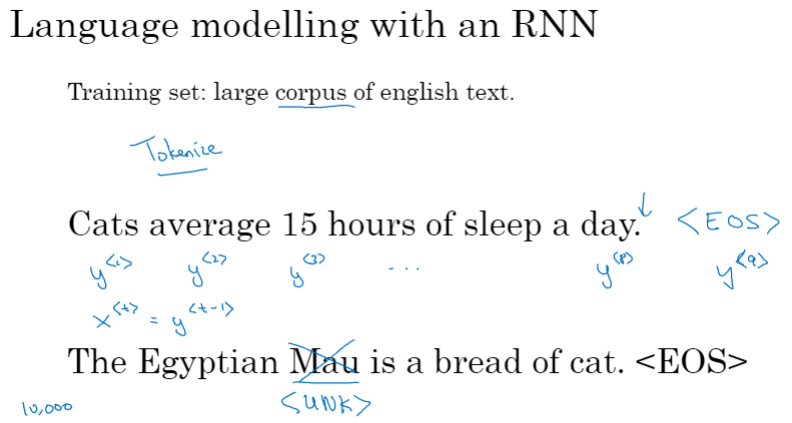 Language modelling with an RNN
Training set: large corpus of english text.
Tokenize
Cats average 15 hours of sleep a day. <EOS>
y<1> y<2> y<3> ... y<8> y<9>
x<t> = y<t-1>
The Egyptian Mau is a bread of cat. <EOS>
10,000 <UNK>